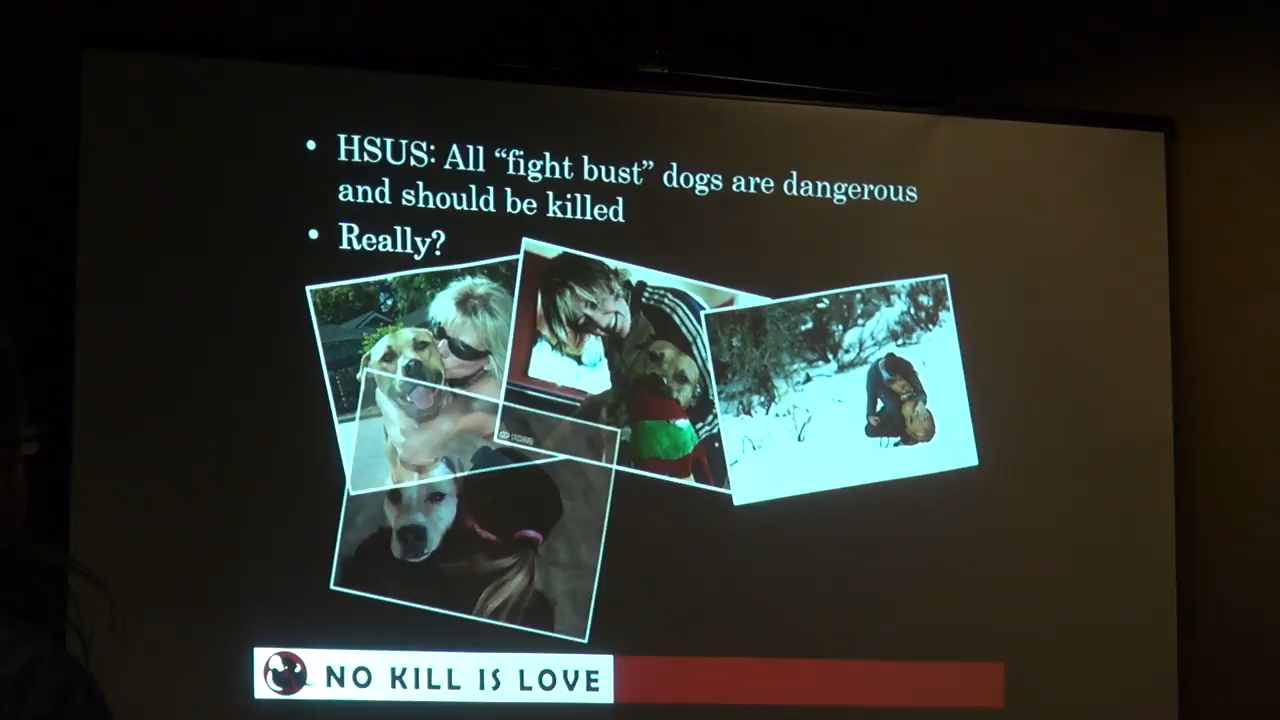 • HSUS: All “fight bust” dogs are dangerous
and should be killed
• Really?
NO KILL IS LOVE